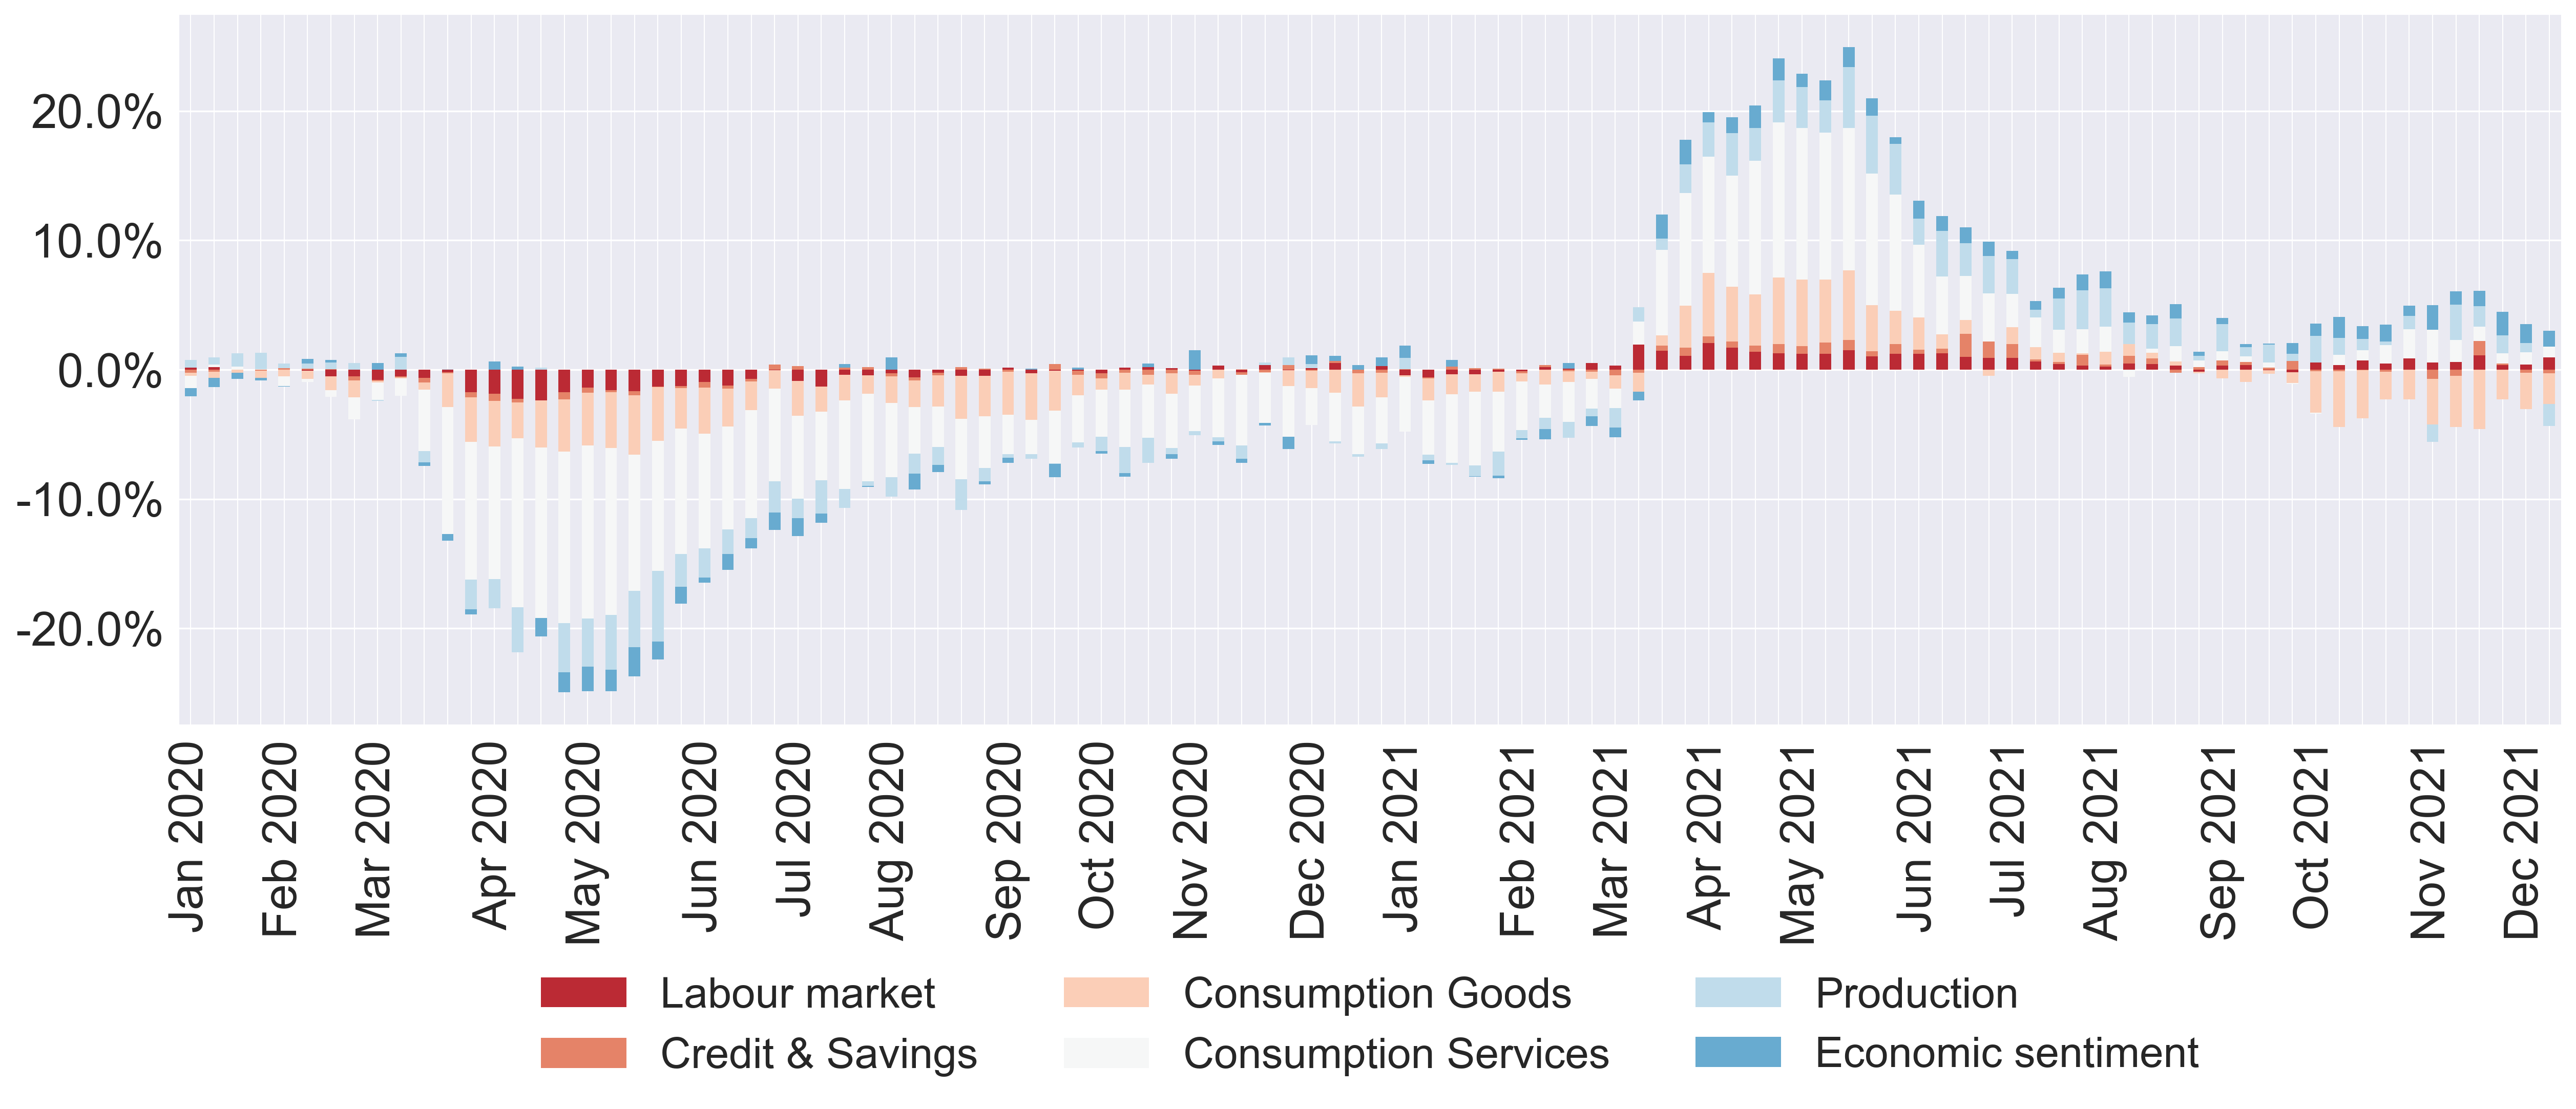 20.0%
10.0%
0.0%
-10.0%
-20.0%
Jan 2020
Feb 2020
Mar 2020
Apr 2020
May 2020
Jun 2020
Jul 2020
Aug 2020
Sep 2020
Oct 2020
Nov 2020
Dec 2020
Jan 2021
Feb 2021
Mar 2021
Apr 2021
May 2021
Jun 2021
Jul 2021
Aug 2021
Sep 2021
Oct 2021
Nov 2021
Dec 2021
Labour market
Credit & Savings
Consumption Goods
Consumption Services
Production
Economic sentiment